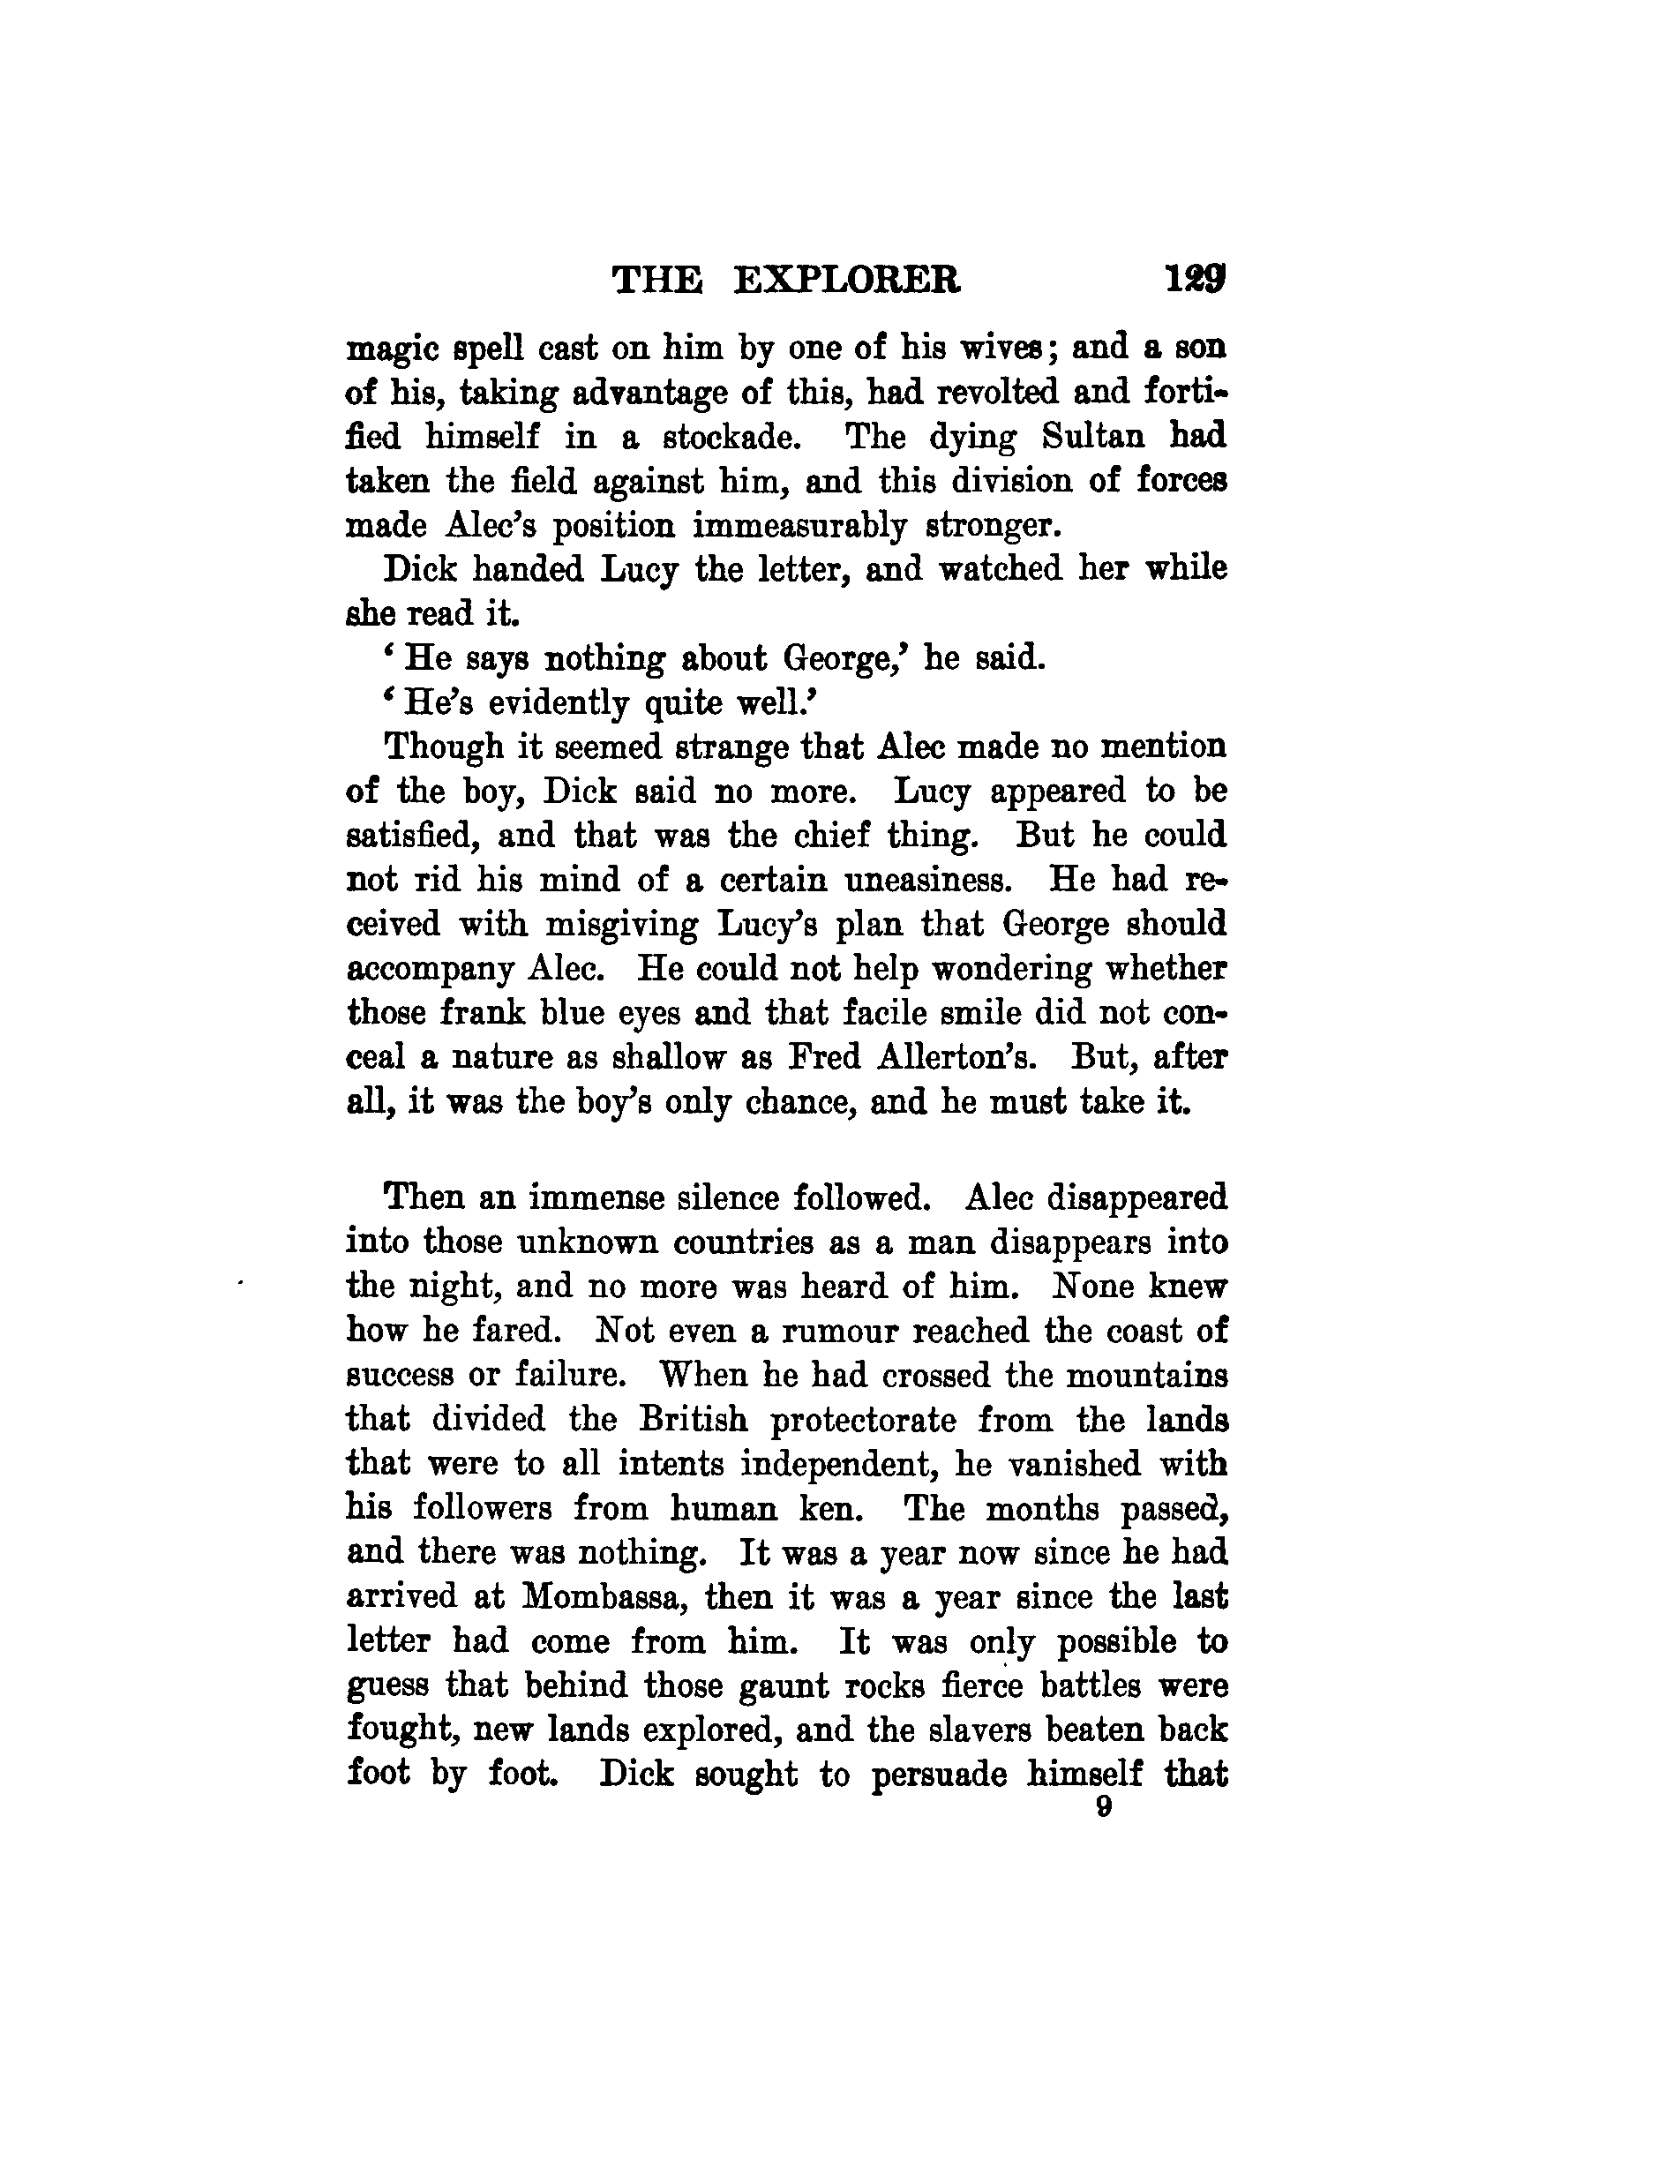 THE EXPLORER 129
magic spell cast on him by one of his wives; and a son
of his, taking advantage of this, had revolted and forti-
fied himself in a stockade. The dying Sultan had
taken the field against him, and this division of forces
made Alec's position immeasurably stronger.
Dick handed Lucy the letter, and watched her while
she read it.
‘ He says nothing about George,’ he said.
‘ He's evidently quite well.’
Though it seemed strange that Alec made no mention
of the boy, Dick said no more. Lucy appeared to be
satisfied, and that was the chief thing. But he could
not rid his mind of a certain uneasiness. He had re-
ceived with misgiving Lucy's plan that George should
accompany Alec. He could not help wondering whether
those frank blue eyes and that facile smile did not con-
ceal a nature as shallow as Fred Allerton's. But, after
all, it was the boy's only chance, and he must take it.
Then an immense silence followed. Alec disappeared
into those unknown countries as a man disappears into
the night, and no more was heard of him. None knew
how he fared. Not even a rumour reached the coast of
success or failure. When he had crossed the mountains
that divided the British protectorate from the lands
that were to all intents independent, he vanished with
his followers from human ken. The months passed,
and there was nothing. It was a year now since he had
arrived at Mombassa, then it was a year since the last
letter had come from him. It was only possible to
guess that behind those gaunt rocks fierce battles were
fought, new lands explored, and the slavers beaten back
foot by foot. Dick sought to persuade himself that
9